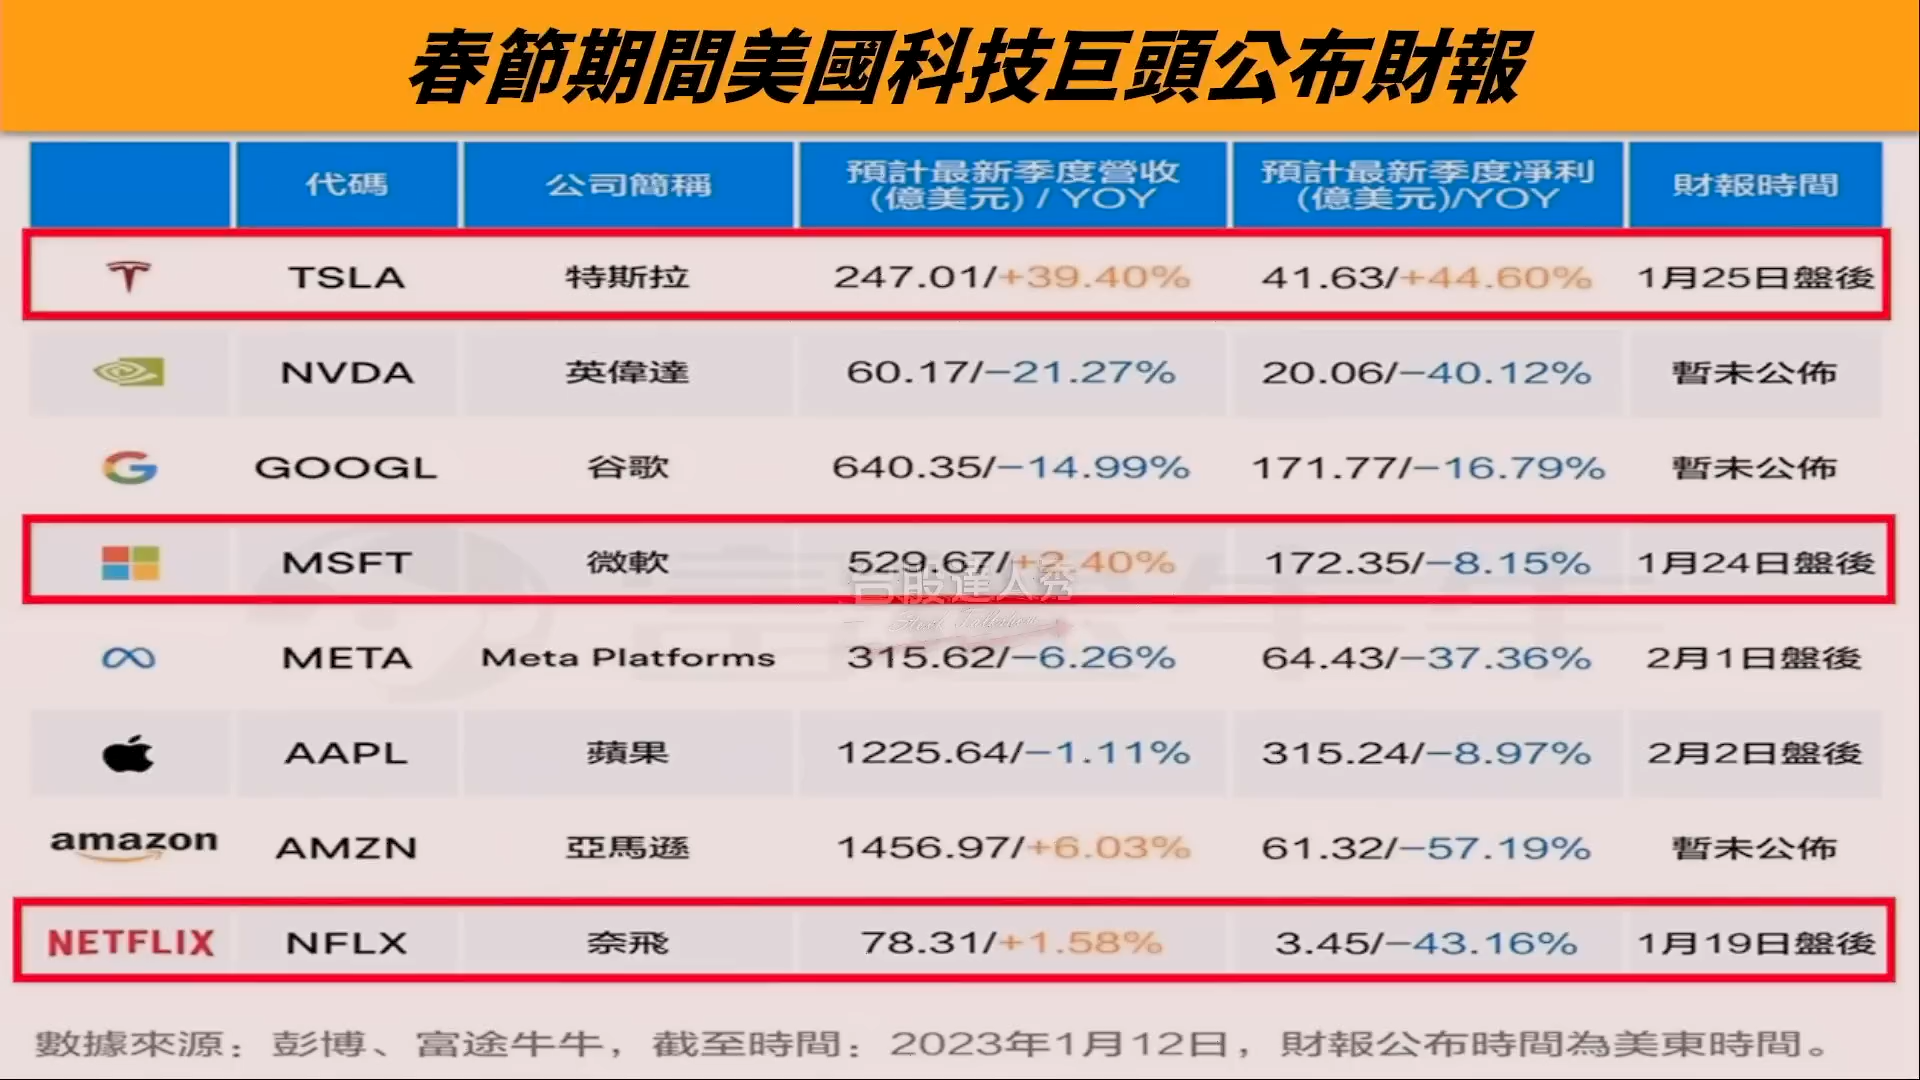 春節期間美國科技巨頭公布財報
代碼 公司簡稱 預計最新季度營收(億美元)/YOY 預計最新季度凈利(億美元)/YOY 財報時間
TSLA 特斯拉 247.01/+39.40% 41.63/+44.60% 1月25日盤後
NVDA 英偉達 60.17/-21.27% 20.06/-40.12% 暫未公佈
GOOGL 谷歌 640.35/-14.99% 171.77/-16.79% 暫未公佈
MSFT 微軟 529.67/+2.40% 172.35/-8.15% 1月24日盤後
台股達人秀
META Meta Platforms 315.62/-6.26% 64.43/-37.36% 2月1日盤後
AAPL 蘋果 1225.64/-1.11% 315.24/-8.97% 2月2日盤後
amazon AMZN 亞馬遜 1456.97/+6.03% 61.32/-57.19% 暫未公佈
NETFLIX NFLX 奈飛 78.31/+1.58% 3.45/-43.16% 1月19日盤後
數據來源：彭博、富途牛牛，截至時間：2023年1月12日，財報公布時間為美東時間。